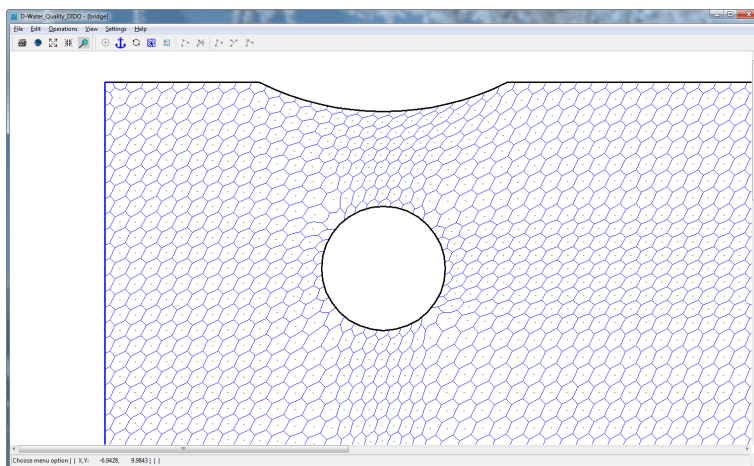 D-Water_Quality_DIDO - [bridge]
File Edit Operations View Settings Help
Choose menu option | | X,Y: -6.9428, 9.9843 | | |